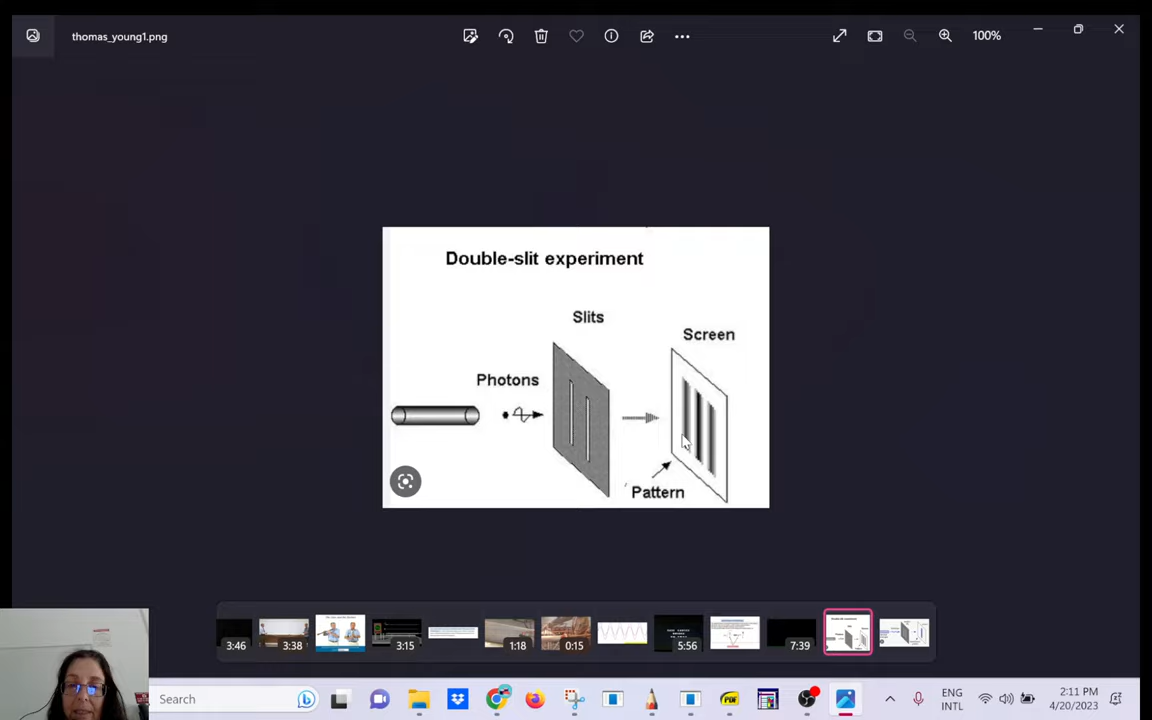 thomas_young1.png
100%
Double-slit experiment
Slits
Screen
Photons
Pattern
3:46
3:38
3:15
1:18
0:15
5:56
7:39
Search
PDF
ENG
INTL
2:11 PM
4/20/2023